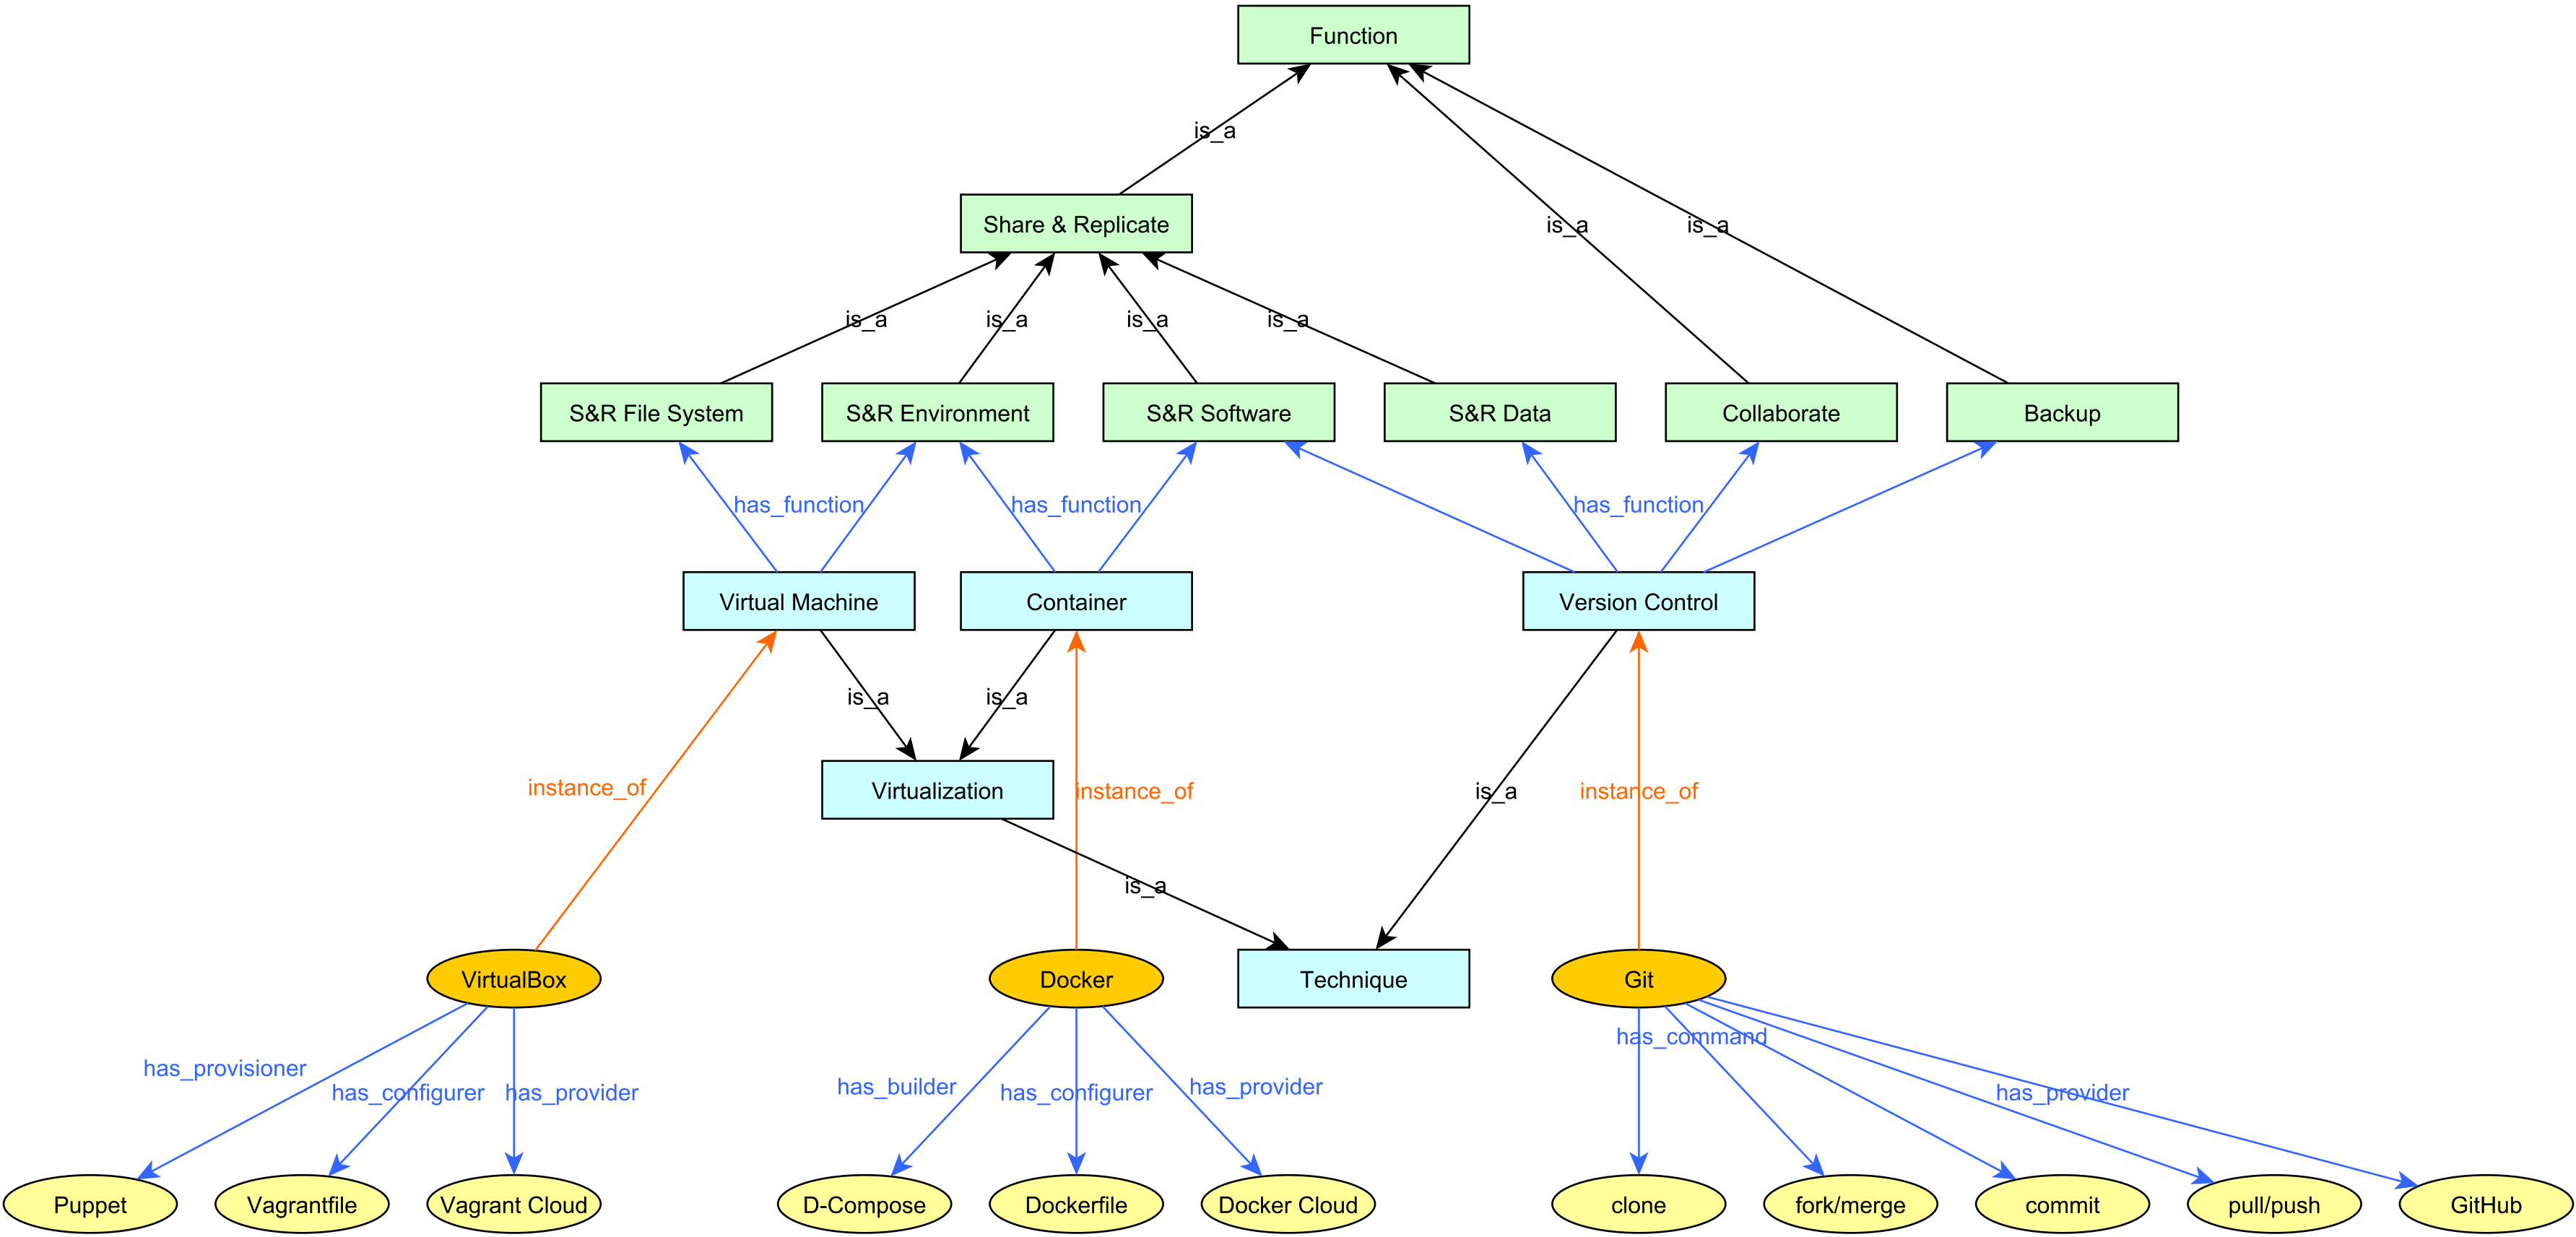 Function
is_a
Share & Replicate
is_a
is_a
is_a
is_a
is_a
is_a
S&R File System
S&R Environment
S&R Software
S&R Data
Collaborate
Backup
has_function
has_function
has_function
Virtual Machine
Container
Version Control
is_a
is_a
instance_of
Virtualization
instance_of
is_a
instance_of
is_a
VirtualBox
Docker
Technique
Git
has_provisioner
has_configurer
has_provider
has_builder
has_configurer
has_provider
has_command
has_provider
Puppet
Vagrantfile
Vagrant Cloud
D-Compose
Dockerfile
Docker Cloud
clone
fork/merge
commit
pull/push
GitHub